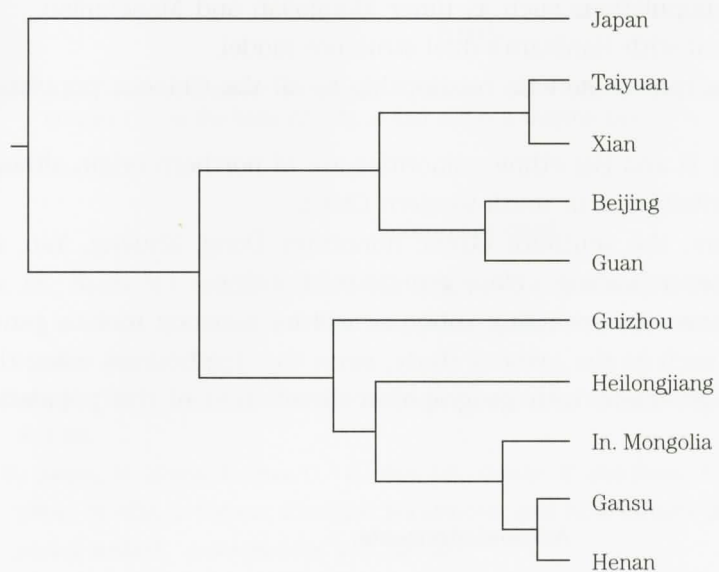 Japan
Taiyuan
Xian
Beijing
Guan
Guizhou
Heilongjiang
In. Mongolia
Gansu
Henan